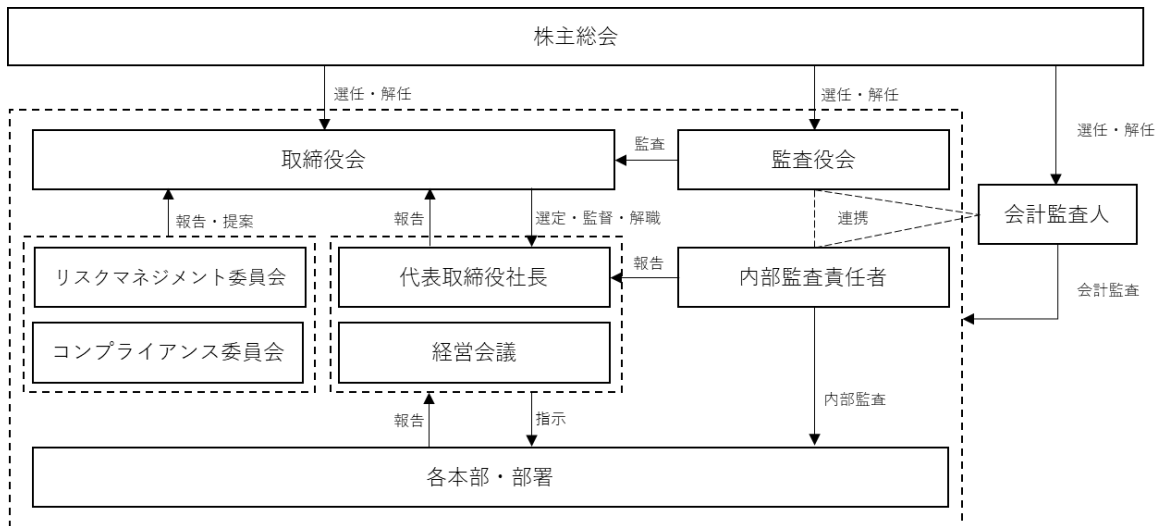 株主総会
選任・解任
選任・解任
選任・解任
取締役会
監査
監査役会
会計監査人
報告・提案
報告
選定・監督・解職
連携
リスクマネジメント委員会
代表取締役社長
報告
内部監査責任者
会計監査
コンプライアンス委員会
経営会議
報告
指示
内部監査
各本部・部署